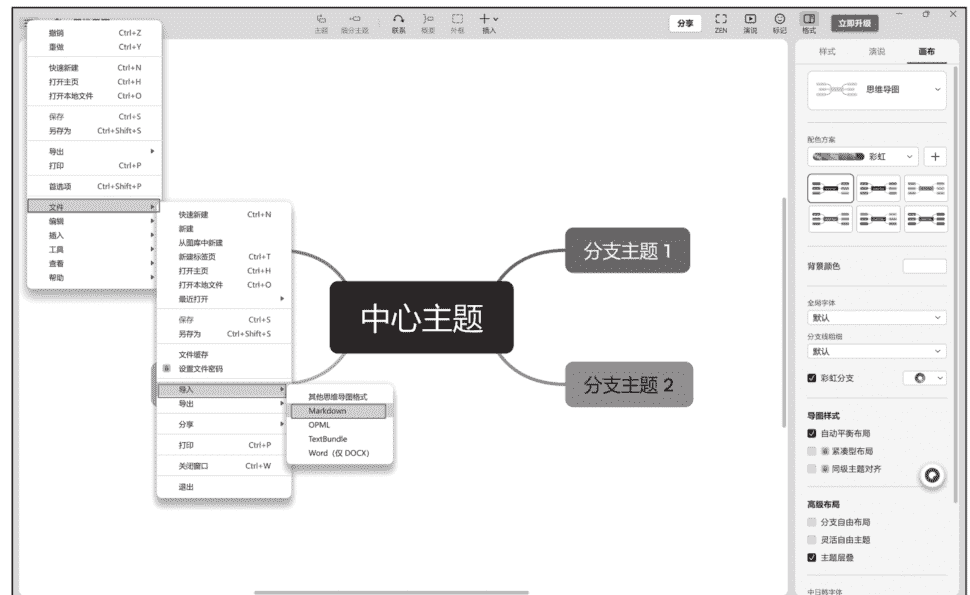 主题
子主题
联系
概要
外框
插入
分享
ZEN
演说
标记
格式
立即升级
撤销 Ctrl+Z
重做 Ctrl+Y
快速新建 Ctrl+N
打开主页 Ctrl+H
打开本地文件 Ctrl+O
保存 Ctrl+S
另存为 Ctrl+Shift+S
导出
打印 Ctrl+P
首选项 Ctrl+Shift+P
文件
编辑
插入
工具
查看
帮助
快速新建 Ctrl+N
新建
从图库中新建
新建标签页 Ctrl+T
打开主页 Ctrl+H
打开本地文件 Ctrl+O
最近打开
保存 Ctrl+S
另存为 Ctrl+Shift+S
文件缓存
设置文件密码
导入
导出
分享
打印 Ctrl+P
关闭窗口 Ctrl+W
退出
其他思维导图格式
Markdown
OPML
TextBundle
Word（仅 DOCX）
中心主题
分支主题 1
分支主题 2
样式
演说
画布
思维导图
配色方案
彩虹
背景颜色
全局字体
默认
分支线粗细
默认
彩虹分支
导图样式
自动平衡布局
紧凑型布局
同级主题对齐
高级布局
分支自由布局
灵活自由主题
主题层叠
中日韩字体